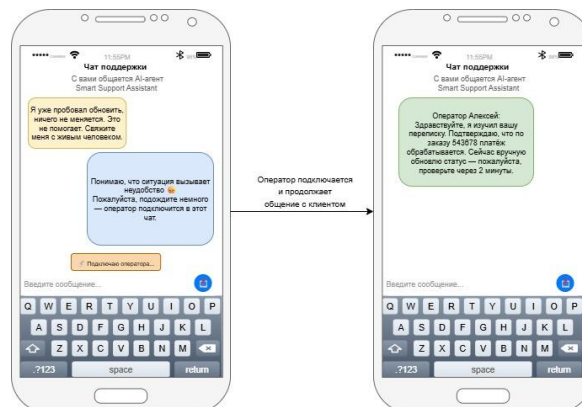 11:55PM
Чат поддержки
С вами общается AI-агент
Smart Support Assistant
Я уже пробовал обновить,
ничего не меняется. Это
не помогает. Свяжите
меня с живым человеком.
Понимаю, что ситуация вызывает
неудобство
Пожалуйста, подождите немного
— оператор подключится в этот
чат.
Подключаю оператора...
Введите сообщение...
Q W E R T Y U I O P
A S D F G H J K L
Z X C V B N M
.?123 space return
Оператор подключается
и продолжает
общение с клиентом
11:55PM
Чат поддержки
С вами общается AI-агент
Smart Support Assistant
Оператор Алексей:
Здравствуйте, я изучил вашу
переписку. Подтверждаю, что по
заказу 543678 платёж
обрабатывается. Сейчас вручную
обновлю статус — пожалуйста,
проверьте через 2 минуты.
Введите сообщение...
Q W E R T Y U I O P
A S D F G H J K L
Z X C V B N M
.?123 space return